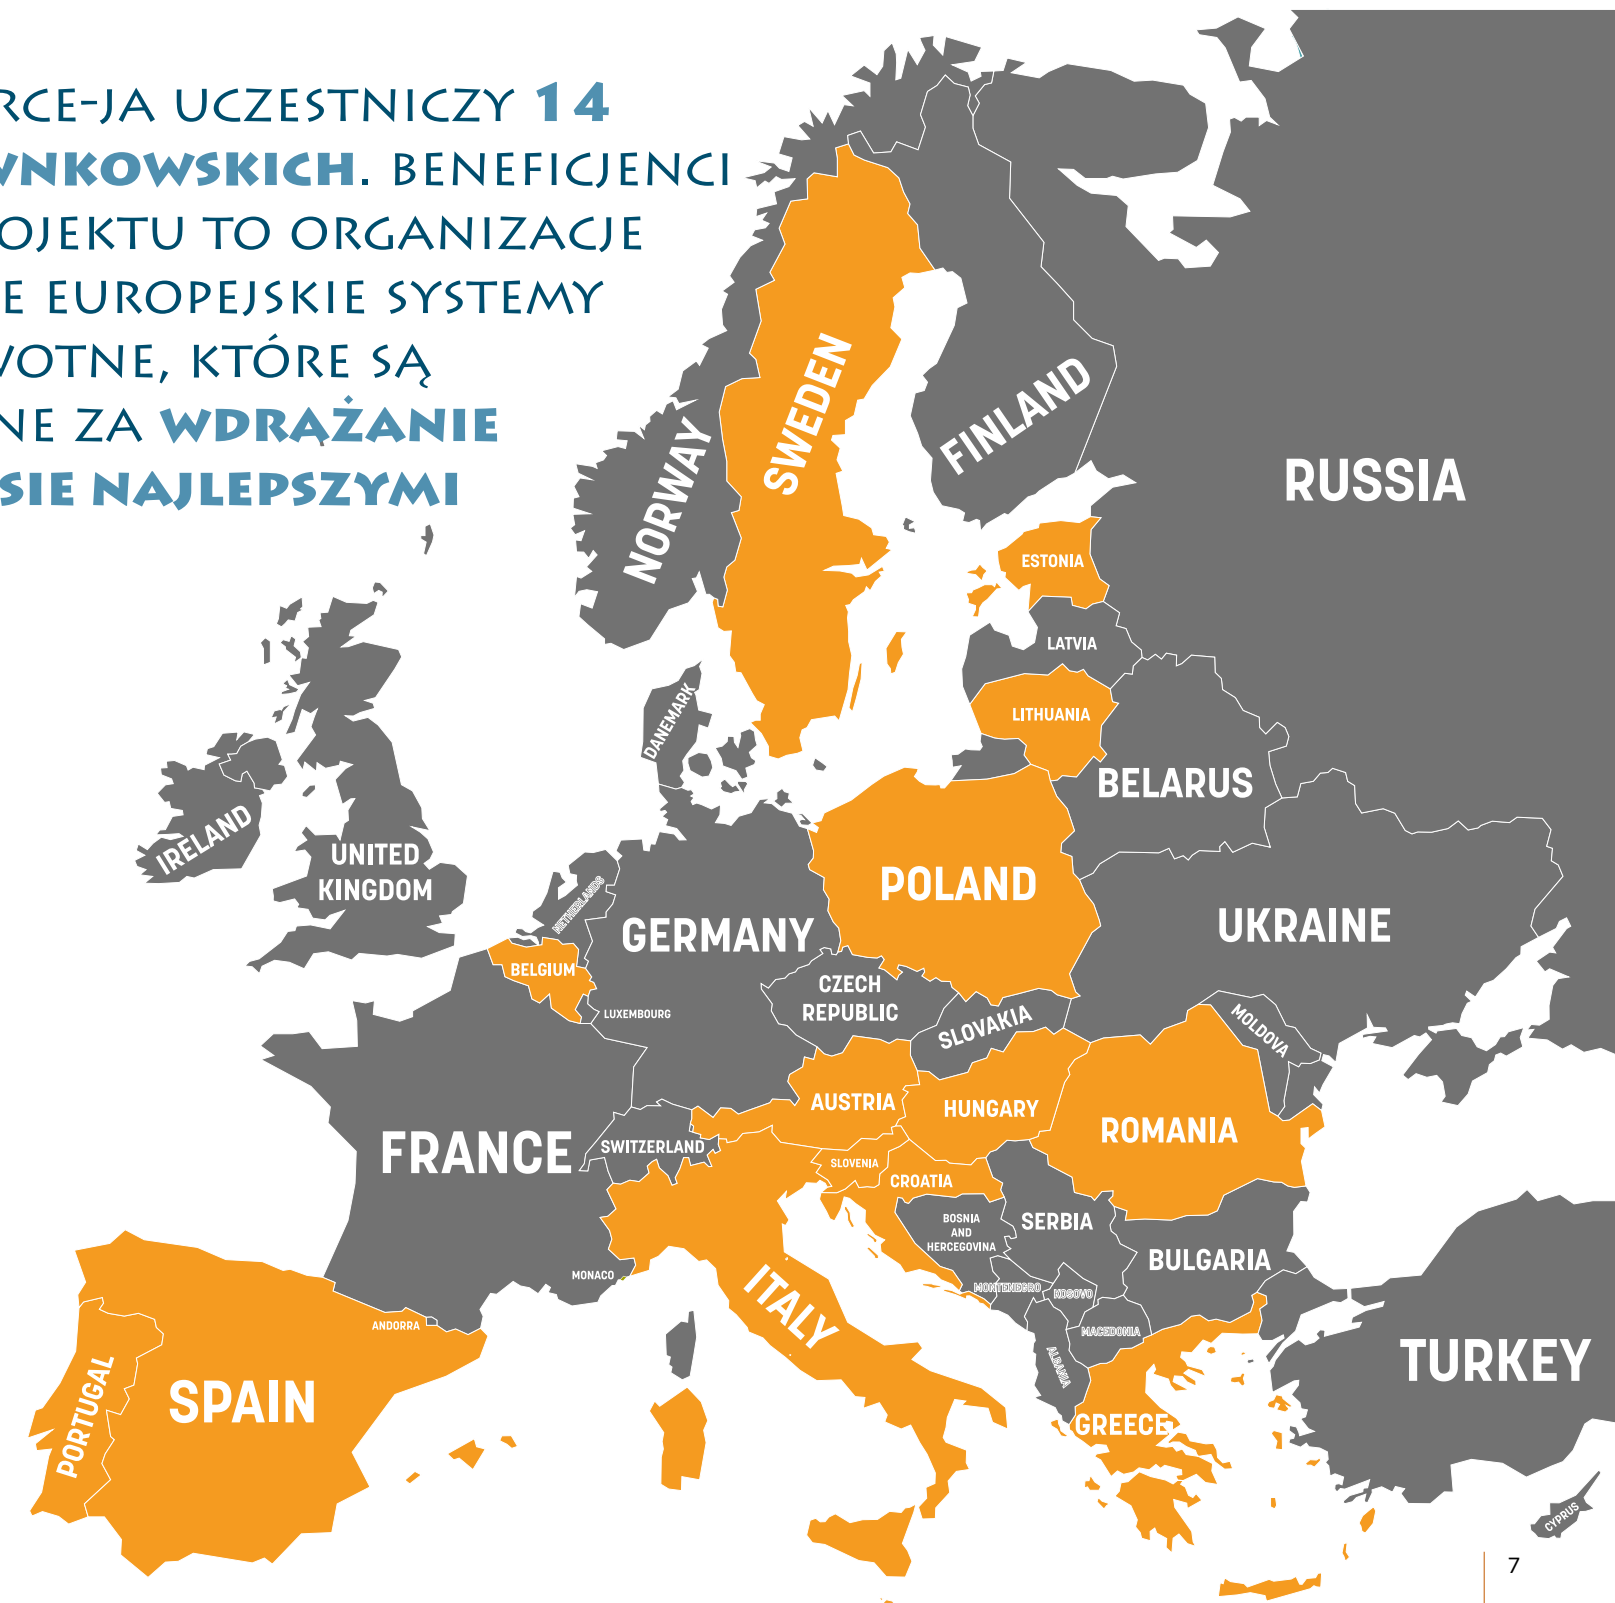 RCE-JA UCZESTNICZY 14
WNKOWSKICH. BENEFICJENCI
OJEKTU TO ORGANIZACJE
E EUROPEJSKIE SYSTEMY
WOTNE, KTÓRE SĄ
NE ZA WDRĄŻANIE
SIE NAJLEPSZYMI
NORWAY
SWEDEN
FINLAND
RUSSIA
ESTONIA
LATVIA
LITHUANIA
DANEMARK
BELARUS
IRELAND
UNITED
KINGDOM
NETHERLANDS
GERMANY
POLAND
UKRAINE
BELGIUM
LUXEMBOURG
CZECH
REPUBLIC
SLOVAKIA
MOLDOVA
AUSTRIA
HUNGARY
ROMANIA
FRANCE
SWITZERLAND
SLOVENIA
CROATIA
BOSNIA
AND
HERCEGOVINA
SERBIA
BULGARIA
MONACO
ITALY
MONTENEGRO
KOSOVO
MACEDONIA
ALBANIA
ANDORRA
PORTUGAL
SPAIN
GREECE
TURKEY
CYPRUS
7